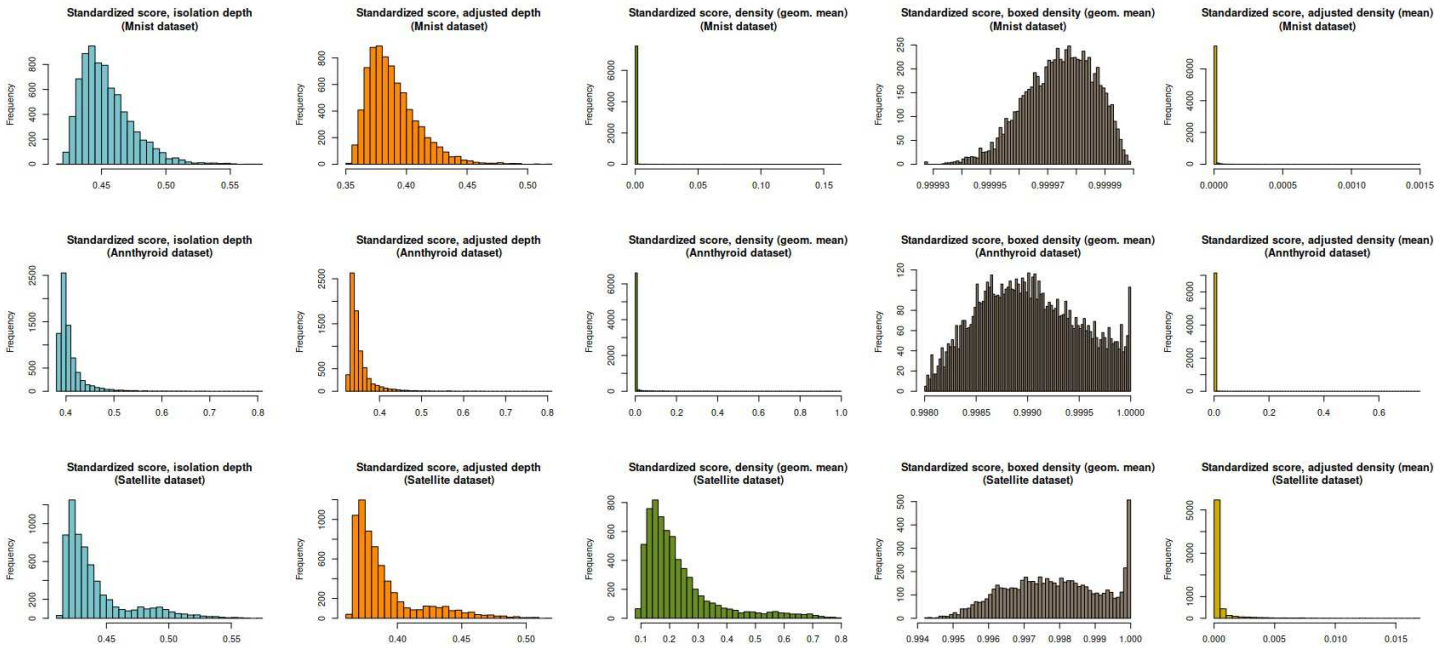 Standardized score, isolation depth
(Mnist dataset)
Frequency
0 200 400 600 800
0.45 0.50 0.55
Standardized score, adjusted depth
(Mnist dataset)
Frequency
0 200 400 600 800
0.35 0.40 0.45 0.50
Standardized score, density (geom. mean)
(Mnist dataset)
Frequency
0 2000 4000 6000
0.00 0.05 0.10 0.15
Standardized score, boxed density (geom. mean)
(Mnist dataset)
Frequency
0 50 100 150 200 250
0.99993 0.99995 0.99997 0.99999
Standardized score, adjusted density (mean)
(Mnist dataset)
Frequency
0 2000 4000 6000
0.0000 0.0005 0.0010 0.0015
Standardized score, isolation depth
(Annthyroid dataset)
Frequency
0 500 1500 2500
0.4 0.5 0.6 0.7 0.8
Standardized score, adjusted depth
(Annthyroid dataset)
Frequency
0 500 1500 2500
0.4 0.5 0.6 0.7 0.8
Standardized score, density (geom. mean)
(Annthyroid dataset)
Frequency
0 2000 4000 6000
0.0 0.2 0.4 0.6 0.8 1.0
Standardized score, boxed density (geom. mean)
(Annthyroid dataset)
Frequency
0 20 40 60 80 120
0.9980 0.9985 0.9990 0.9995 1.0000
Standardized score, adjusted density (mean)
(Annthyroid dataset)
Frequency
0 2000 4000 6000
0.0 0.2 0.4 0.6
Standardized score, isolation depth
(Satellite dataset)
Frequency
0 200 600 1000
0.45 0.50 0.55
Standardized score, adjusted depth
(Satellite dataset)
Frequency
0 200 600 1000
0.40 0.45 0.50
Standardized score, density (geom. mean)
(Satellite dataset)
Frequency
0 200 400 600 800
0.1 0.2 0.3 0.4 0.5 0.6 0.7 0.8
Standardized score, boxed density (geom. mean)
(Satellite dataset)
Frequency
0 100 200 300 400 500
0.994 0.995 0.996 0.997 0.998 0.999 1.000
Standardized score, adjusted density (mean)
(Satellite dataset)
Frequency
0 1000 3000 5000
0.000 0.005 0.010 0.015